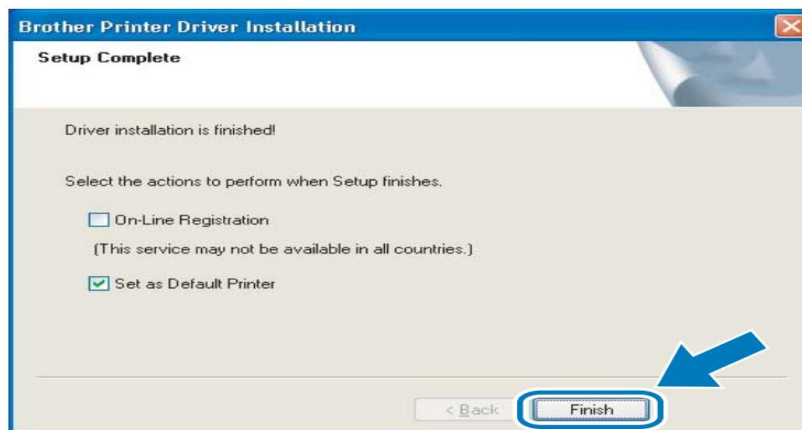 Brother Printer Driver Installation
Setup Complete
Driver installation is finished!
Select the actions to perform when Setup finishes.
On-Line Registration
(This service may not be available in all countries.)
Set as Default Printer
< Back
Finish